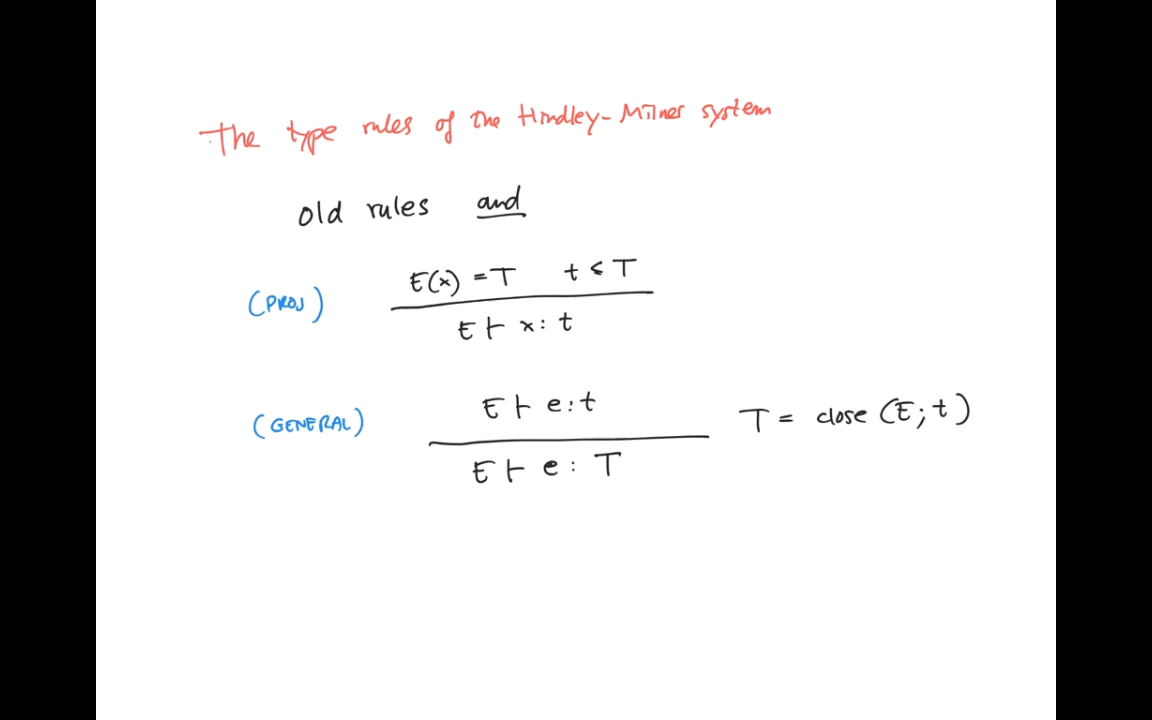 The type rules of the Hindley-Milner system
old rules and
E(x) = T t < T
(PROJ)
E ⊢ x : t
E ⊢ e : t
(GENERAL) T = close (E; t)
E ⊢ e : T